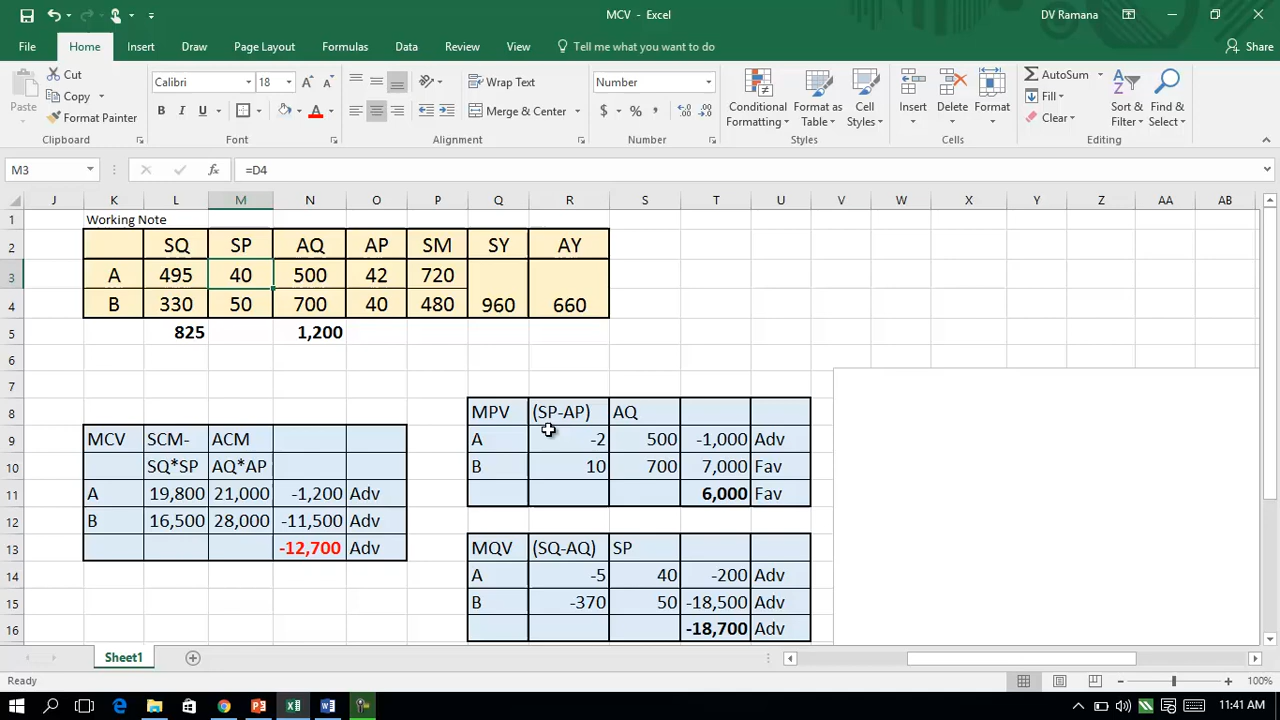 MCV - Excel
DV Ramana
File Home Insert Draw Page Layout Formulas Data Review View Tell me what you want to do Share
Paste
Cut
Copy
Format Painter
Calibri 18
B I U
Wrap Text
Merge & Center
Number
$ % ,
Conditional Formatting
Format as Table
Cell Styles
Insert Delete Format
AutoSum
Fill
Clear
Sort & Filter
Find & Select
Clipboard Font Alignment Number Styles Cells Editing
M3 fx =D4
J K L M N O P Q R S T U V W X Y Z AA AB
1 Working Note
2 SQ SP AQ AP SM SY AY
3 A 495 40 500 42 720
4 B 330 50 700 40 480 960 660
5 825 1,200
6
7
8 MPV (SP-AP) AQ
9 MCV SCM- ACM A -2 500 -1,000 Adv
10 SQ*SP AQ*AP B 10 700 7,000 Fav
11 A 19,800 21,000 -1,200 Adv 6,000 Fav
12 B 16,500 28,000 -11,500 Adv
13 -12,700 Adv MQV (SQ-AQ) SP
14 A -5 40 -200 Adv
15 B -370 50 -18,500 Adv
16 -18,700 Adv
Sheet1
Ready 100%
11:41 AM